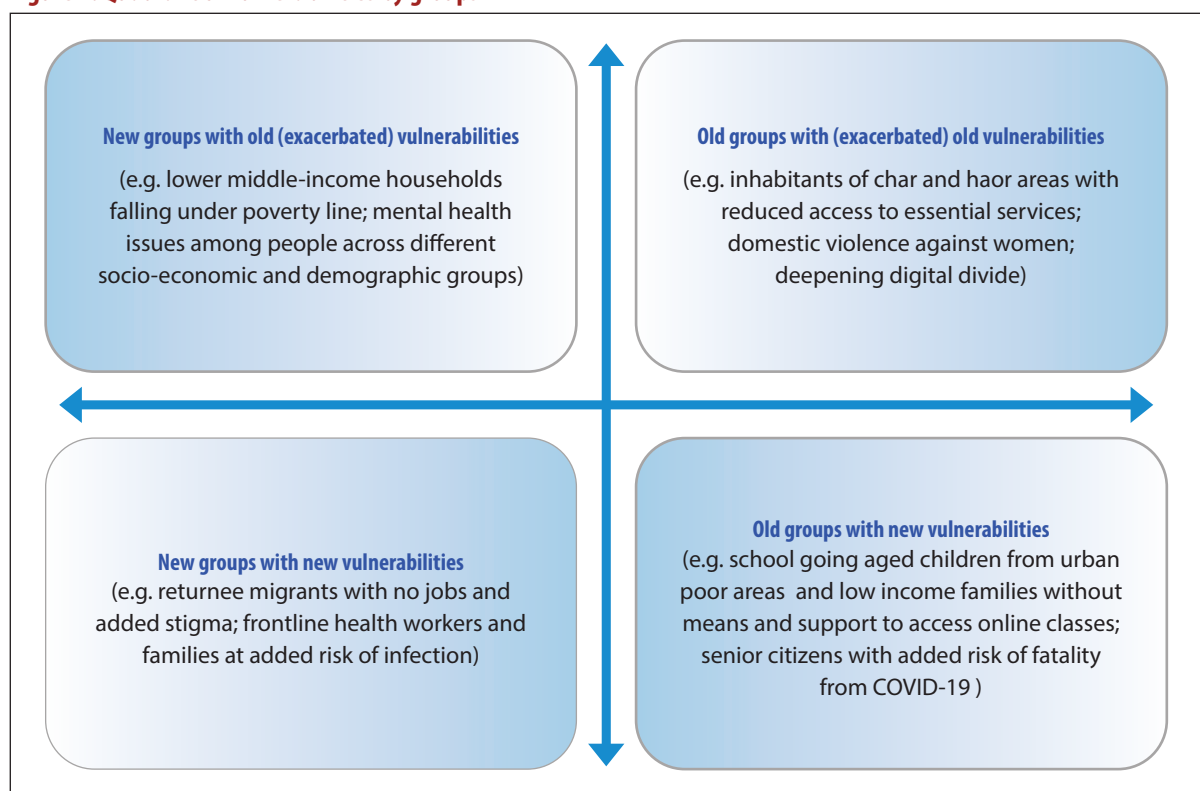 New groups with old (exacerbated) vulnerabilities
(e.g. lower middle-income households
falling under poverty line; mental health
issues among people across different
socio-economic and demographic groups)
Old groups with (exacerbated) old vulnerabilities
(e.g. inhabitants of char and haor areas with
reduced access to essential services;
domestic violence against women;
deepening digital divide)
New groups with new vulnerabilities
(e.g. returnee migrants with no jobs and
added stigma; frontline health workers and
families at added risk of infection)
Old groups with new vulnerabilities
(e.g. school going aged children from urban
poor areas and low income families without
means and support to access online classes;
senior citizens with added risk of fatality
from COVID-19 )